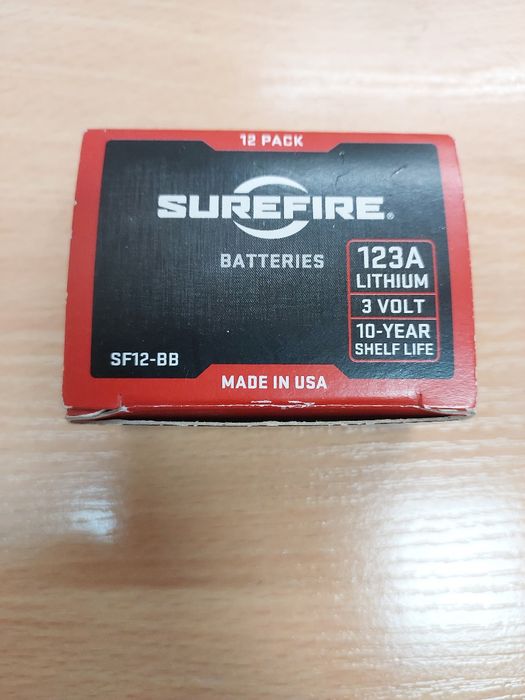 12 PACK
SUREFIRE®
BATTERIES
123A
LITHIUM
3 VOLT
10-YEAR
SHELF LIFE
SF12-BB
MADE IN USA